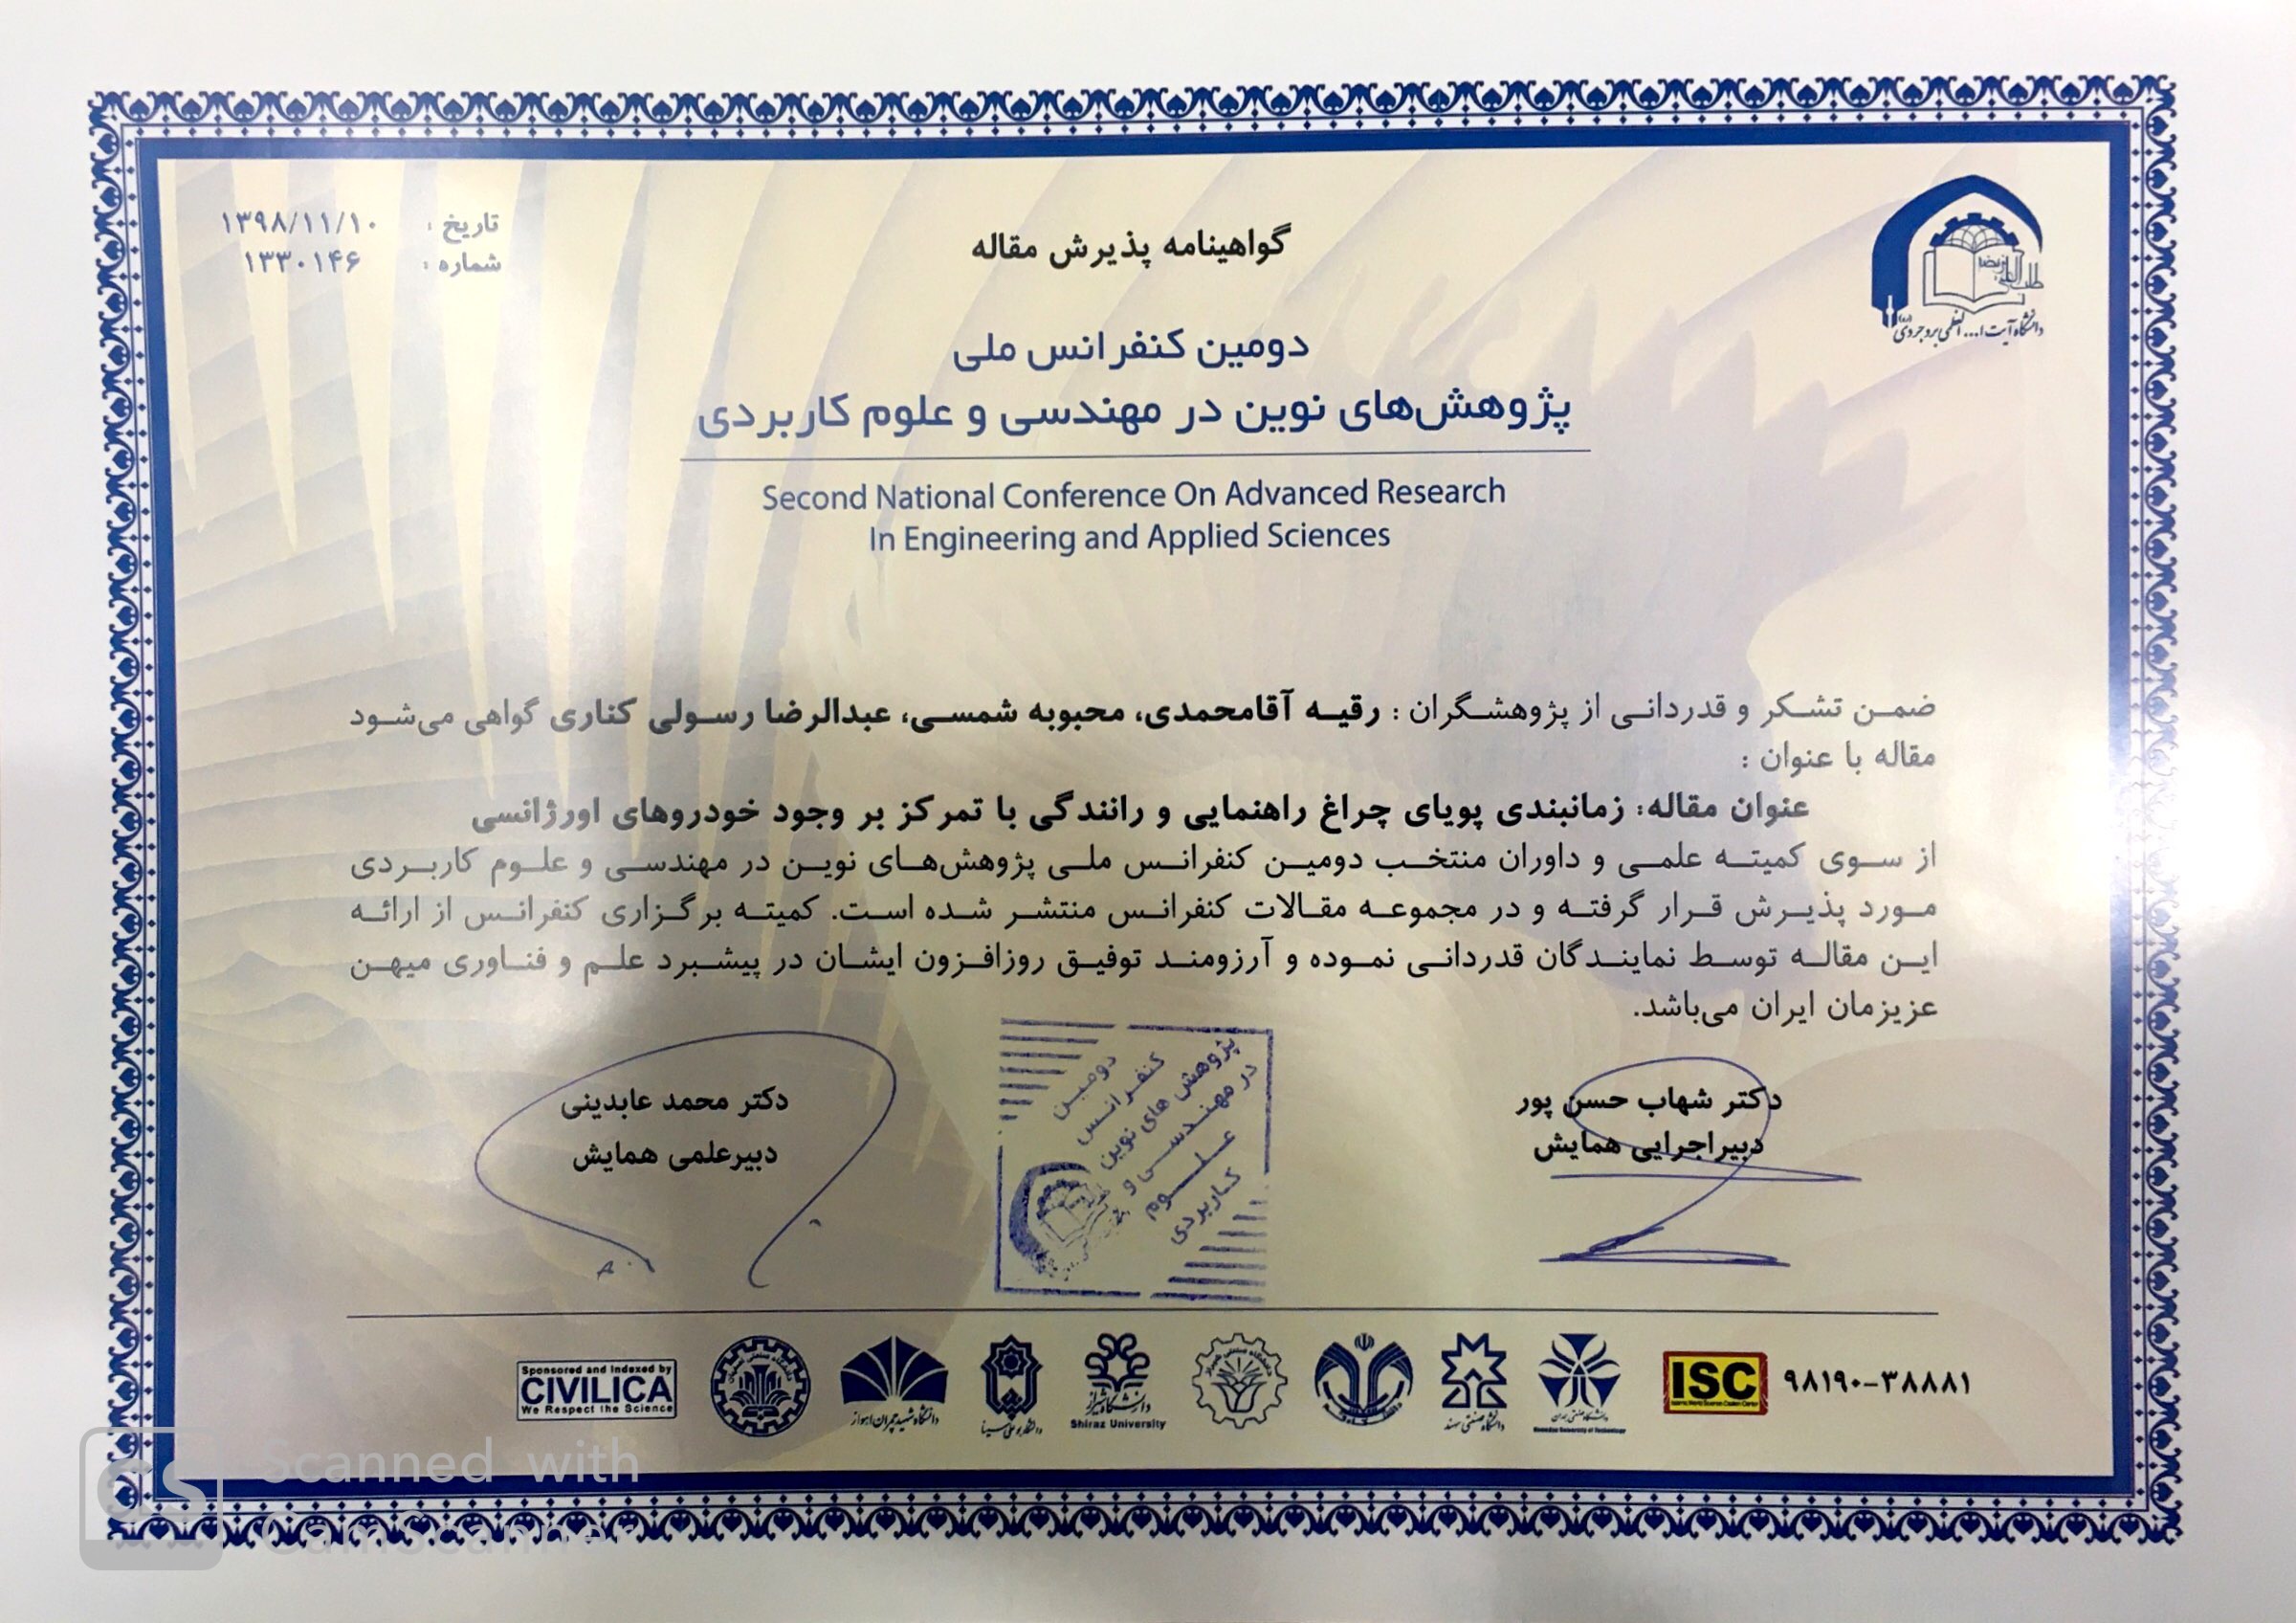 تاریخ : ۱۳۹۸/۱۱/۱۰
شماره : ۱۳۳۰۱۴۶
دانشگاه آیت ا... العظمی بروجردی (ره)
گواهینامه پذیرش مقاله
دومین کنفرانس ملی
پژوهش‌های نوین در مهندسی و علوم کاربردی
Second National Conference On Advanced Research
In Engineering and Applied Sciences
ضمن تشکر و قدردانی از پژوهشگران : رقیه آقامحمدی، محبوبه شمسی، عبدالرضا رسولی کناری گواهی می‌شود
مقاله با عنوان :
عنوان مقاله: زمانبندی پویای چراغ راهنمایی و رانندگی با تمرکز بر وجود خودروهای اورژانسی
از سوی کمیته علمی و داوران منتخب دومین کنفرانس ملی پژوهش‌های نوین در مهندسی و علوم کاربردی
مورد پذیرش قرار گرفته و در مجموعه مقالات کنفرانس منتشر شده است. کمیته برگزاری کنفرانس از ارائه
این مقاله توسط نمایندگان قدردانی نموده و آرزومند توفیق روزافزون ایشان در پیشبرد علم و فناوری میهن
عزیزمان ایران می‌باشد.
دکتر شهاب حسن پور
دبیراجرایی همایش
دومین
کنفرانس
پژوهش های نوین
در مهندسی و
علوم
کاربردی
دکتر محمد عابدینی
دبیرعلمی همایش
۹۸۱۹۰-۳۸۸۸۱
ISC
دانشگاه صنعتی سهند
دانشگاه شیراز
Shiraz University
دانشگاه بوعلی سینا
دانشگاه شهید چمران اهواز
Sponsored and Indexed by
CIVILICA
We Respect the Science
CS
Scanned with
CamScanner